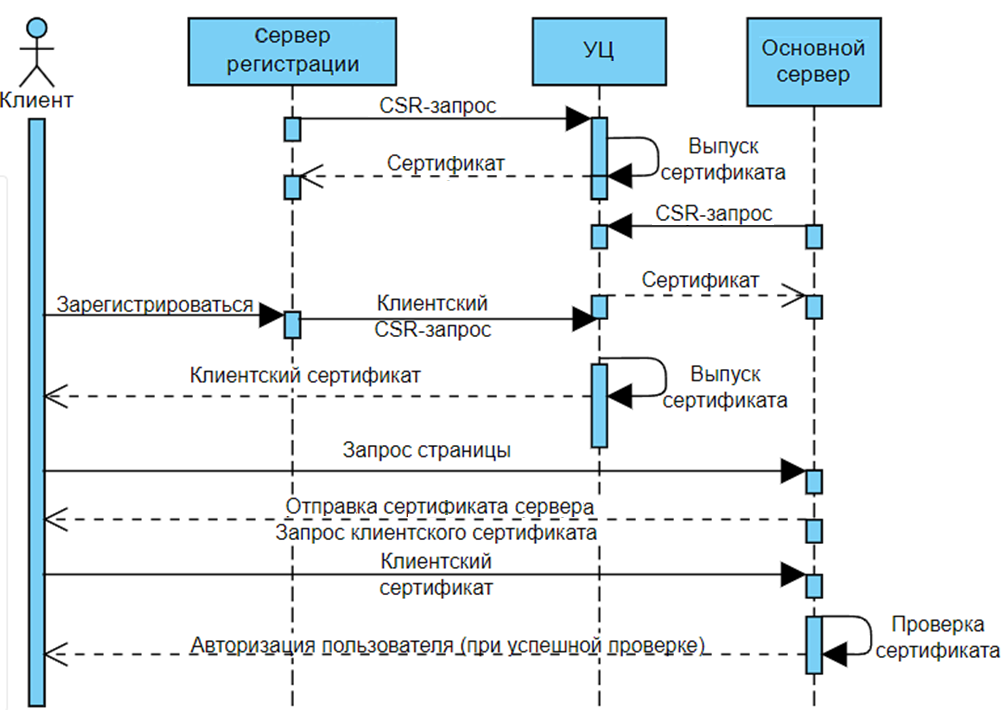 Клиент
Сервер
регистрации
УЦ
Основной
сервер
CSR-запрос
Выпуск
сертификата
Сертификат
CSR-запрос
Сертификат
Зарегистрироваться
Клиентский
CSR-запрос
Клиентский сертификат
Выпуск
сертификата
Запрос страницы
Отправка сертификата сервера
Запрос клиентского сертификата
Клиентский
сертификат
Проверка
сертификата
Авторизация пользователя (при успешной проверке)